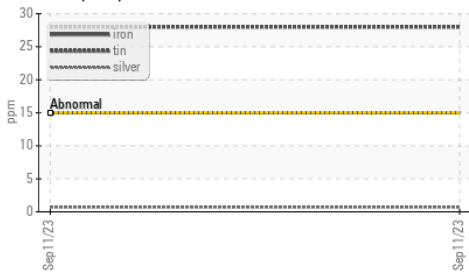 30
iron
tin
25
silver
20
Abnormal
15
ppm
10
5
0
Sep11/23
Sep11/23